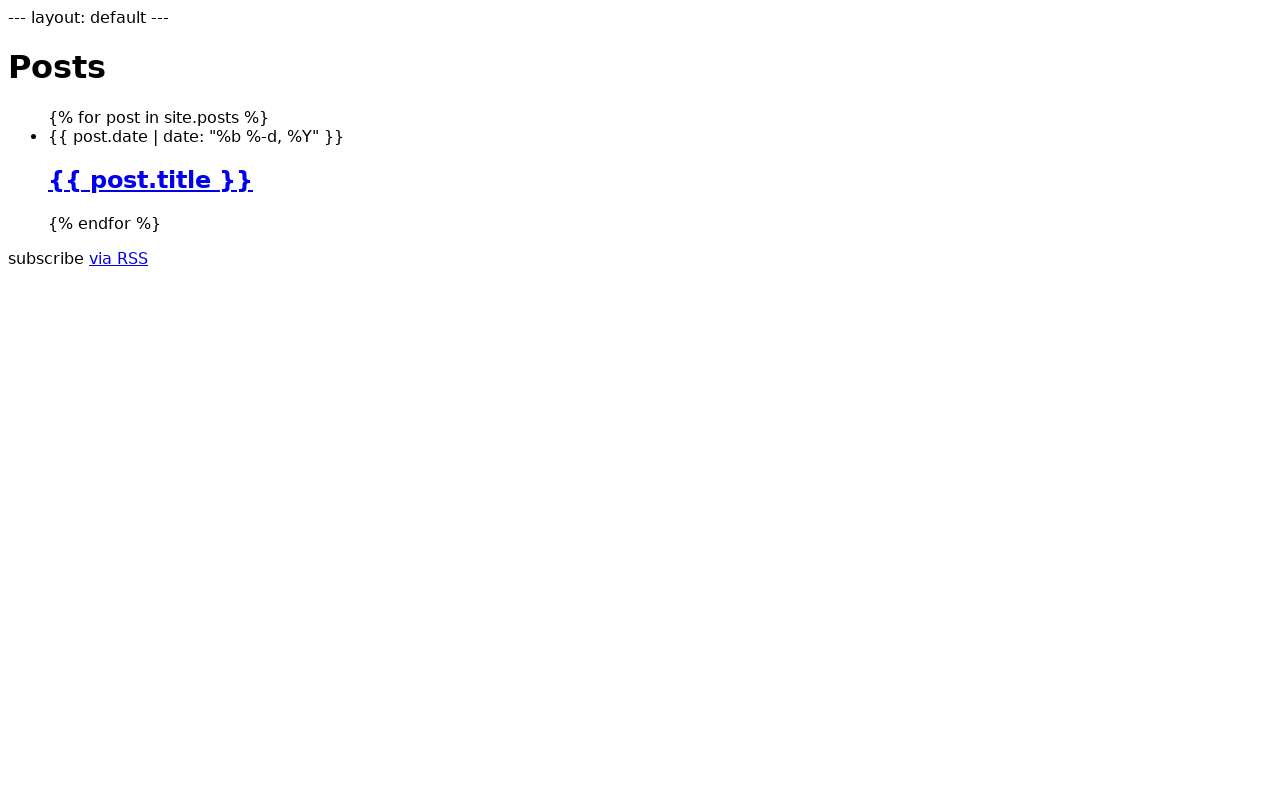 --- layout: default ---
Posts
{% for post in site.posts %}
{{ post.date | date: "%b %-d, %Y" }}
{{ post.title }}
{% endfor %}
subscribe via RSS